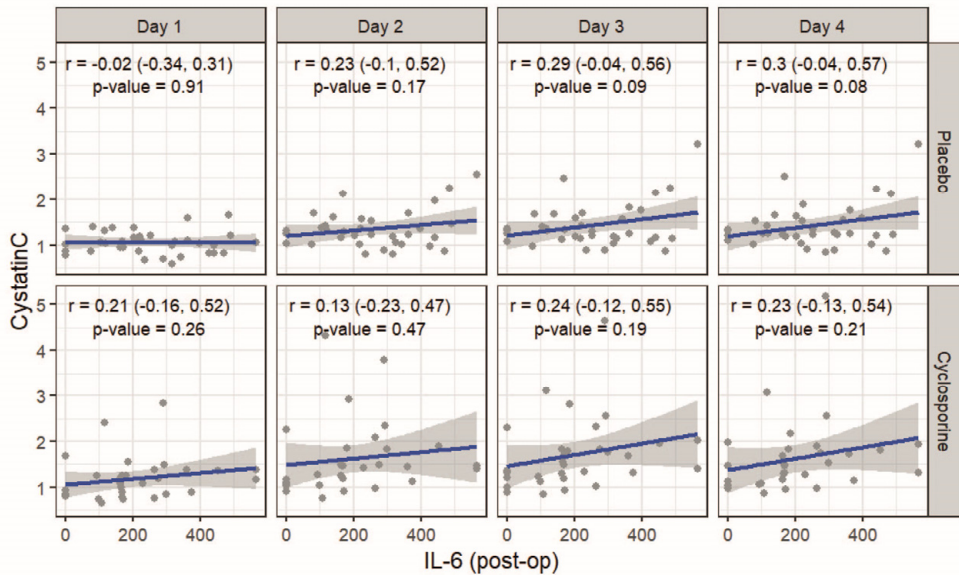 Day 1
Day 2
Day 3
Day 4
r = -0.02 (-0.34, 0.31)
p-value = 0.91
r = 0.23 (-0.1, 0.52)
p-value = 0.17
r = 0.29 (-0.04, 0.56)
p-value = 0.09
r = 0.3 (-0.04, 0.57)
p-value = 0.08
Placebo
5
4
3
2
1
r = 0.21 (-0.16, 0.52)
p-value = 0.26
r = 0.13 (-0.23, 0.47)
p-value = 0.47
r = 0.24 (-0.12, 0.55)
p-value = 0.19
r = 0.23 (-0.13, 0.54)
p-value = 0.21
Cyclosporine
5
4
3
2
1
CystatinC
0 200 400
0 200 400
0 200 400
0 200 400
IL-6 (post-op)